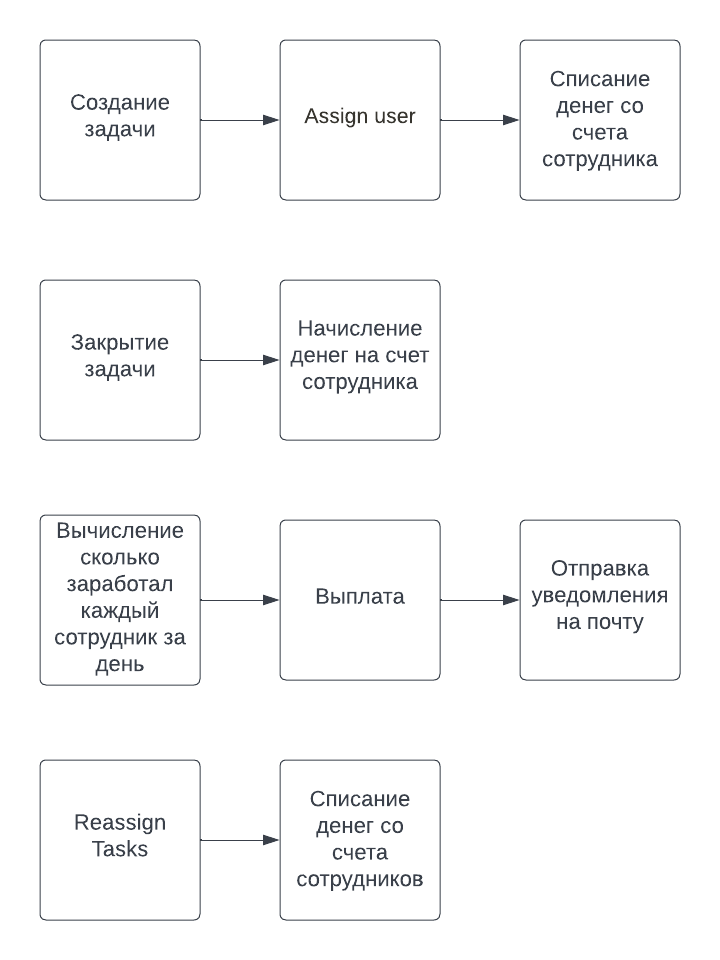 Создание
задачи
Assign user
Списание
денег со
счета
сотрудника
Закрытие
задачи
Начисление
денег на счет
сотрудника
Вычисление
сколько
заработал
каждый
сотрудник за
день
Выплата
Отправка
уведомления
на почту
Reassign
Tasks
Списание
денег со
счета
сотрудников